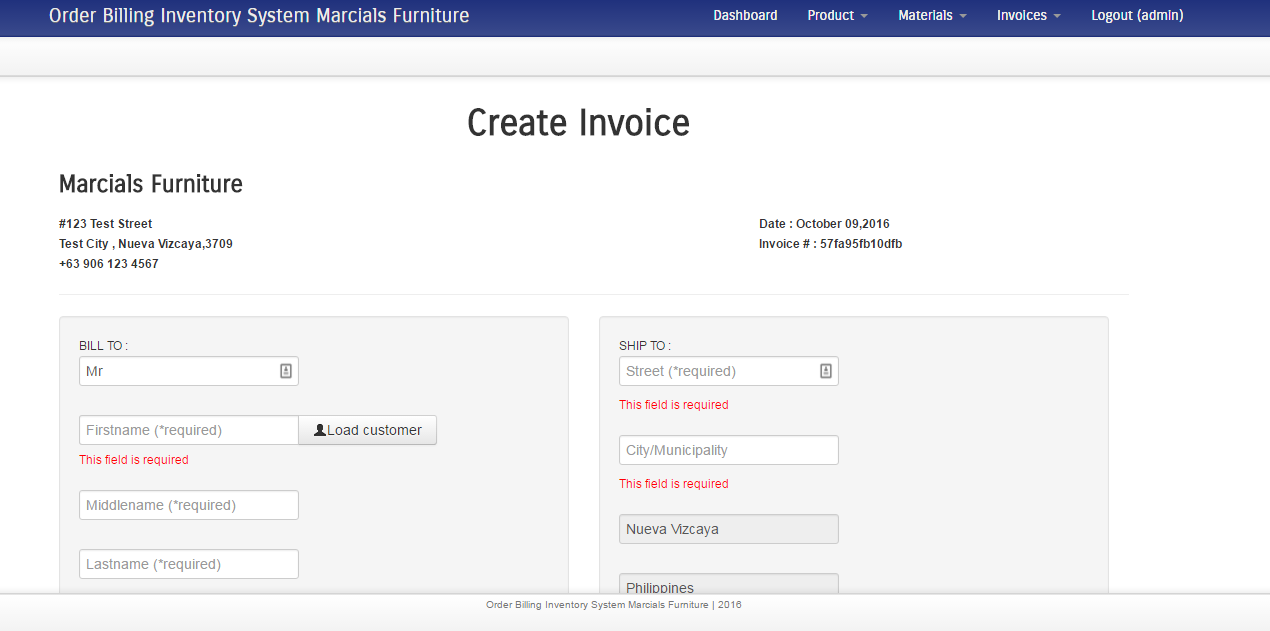 Order Billing Inventory System Marcials Furniture Dashboard Product Materials Invoices Logout (admin)
Create Invoice
Marcials Furniture
#123 Test Street
Test City , Nueva Vizcaya,3709
+63 906 123 4567
Date : October 09,2016
Invoice # : 57fa95fb10dfb
BILL TO :
Mr
Firstname (*required) Load customer
This field is required
Middlename (*required)
Lastname (*required)
SHIP TO :
Street (*required)
This field is required
City/Municipality
This field is required
Nueva Vizcaya
Philippines
Order Billing Inventory System Marcials Furniture | 2016